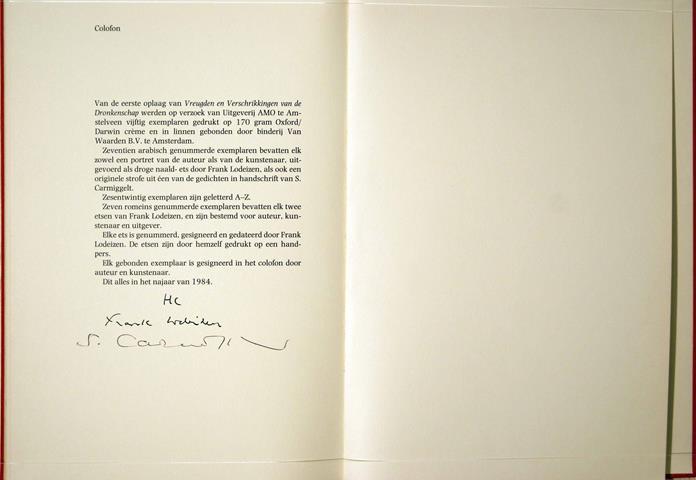 Colofon
Van de eerste oplaag van Vreugden en Verschrikkingen van de
Dronkenschap werden op verzoek van Uitgeverij AMO te Am-
stelveen vijftig exemplaren gedrukt op 170 gram Oxford/
Darwin crème en in linnen gebonden door binderij Van
Waarden B.V. te Amsterdam.
Zeventien arabisch genummerde exemplaren bevatten elk
zowel een portret van de auteur als van de kunstenaar, uit-
gevoerd als droge naald- ets door Frank Lodeizen, als ook een
originele strofe uit één van de gedichten in handschrift van S.
Carmiggelt.
Zesentwintig exemplaren zijn geletterd A–Z.
Zeven romeins genummerde exemplaren bevatten elk twee
etsen van Frank Lodeizen, en zijn bestemd voor auteur, kun-
stenaar en uitgever.
Elke ets is genummerd, gesigneerd en gedateerd door Frank
Lodeizen. De etsen zijn door hemzelf gedrukt op een hand-
pers.
Elk gebonden exemplaar is gesigneerd in het colofon door
auteur en kunstenaar.
Dit alles in het najaar van 1984.
HC
Frank Lodeizen
S. Carmiggelt